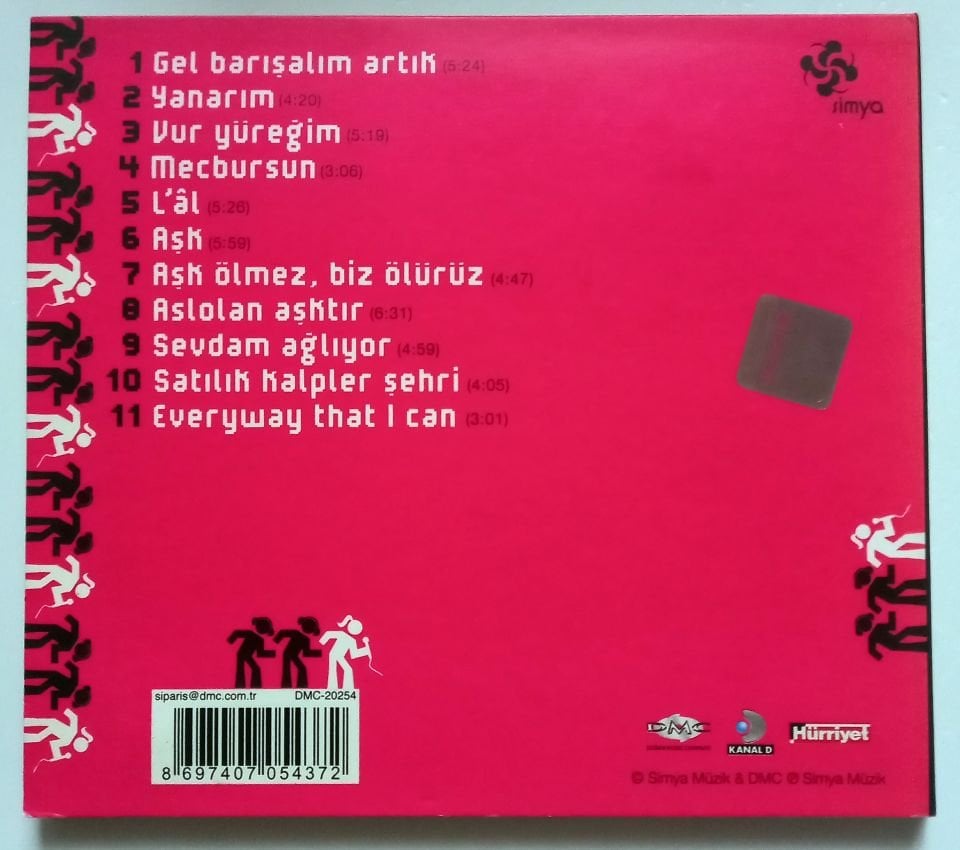 1 Gel barışalım artık (5:24)
2 Yanarım (4:20)
3 Vur yüreğim (5:19)
4 Mecbursun (3:06)
5 L'âl (5:26)
6 Aşk (5:59)
7 Aşk ölmez, biz ölürüz (4:47)
8 Aslolan aşktır (6:31)
9 Sevdam ağlıyor (4:59)
10 Satılık kalpler şehri (4:05)
11 Everyway that I can (3:01)
simya
siparis@dmc.com.tr DMC-20254
8 697407 054372
DMC
KANAL D
Hürriyet
© Simya Müzik & DMC ℗ Simya Müzik